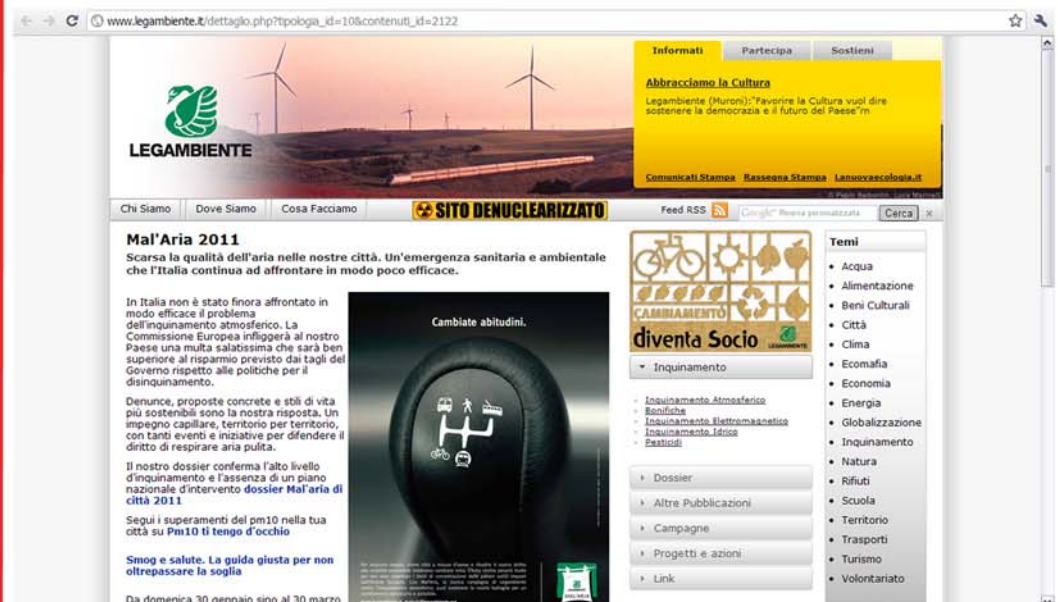 www.legambiente.it/dettaglio.php?tipologia_id=10&contenuti_id=2122
LEGAMBIENTE
Informati
Partecipa
Sostieni
Abbracciamo la Cultura
Legambiente (Muroni):"Favorire la Cultura vuol dire
sostenere la democrazia e il futuro del Paese"rn
Comunicati Stampa Rassegna Stampa Lanuovaecologia.it
Chi Siamo
Dove Siamo
Cosa Facciamo
SITO DENUCLEARIZZATO
Feed RSS
Google Ricerca personalizzata
Cerca
×
Mal'Aria 2011
Scarsa la qualità dell'aria nelle nostre città. Un'emergenza sanitaria e ambientale
che l'Italia continua ad affrontare in modo poco efficace.
In Italia non è stato finora affrontato in
modo efficace il problema
dell'inquinamento atmosferico. La
Commissione Europea infliggerà al nostro
Paese una multa salatissima che sarà ben
superiore al risparmio previsto dai tagli del
Governo rispetto alle politiche per il
disinquinamento.
Denunce, proposte concrete e stili di vita
più sostenibili sono la nostra risposta. Un
impegno capillare, territorio per territorio,
con tanti eventi e iniziative per difendere il
diritto di respirare aria pulita.
Il nostro dossier conferma l'alto livello
d'inquinamento e l'assenza di un piano
nazionale d'intervento dossier Mal'aria di
città 2011
Segui i superamenti del pm10 nella tua
città su Pm10 ti tengo d'occhio
Smog e salute. La guida giusta per non
oltrepassare la soglia
Da domenica 30 gennaio sino al 30 marzo
Cambiate abitudini.
CAMBIAMENTO
diventa Socio
LEGAMBIENTE
Inquinamento
Inquinamento Atmosferico
Bonifiche
Inquinamento Elettromagnetico
Inquinamento Idrico
Pesticidi
Dossier
Altre Pubblicazioni
Campagne
Progetti e azioni
Link
Temi
Acqua
Alimentazione
Beni Culturali
Città
Clima
Ecomafia
Economia
Energia
Globalizzazione
Inquinamento
Natura
Rifiuti
Scuola
Territorio
Trasporti
Turismo
Volontariato